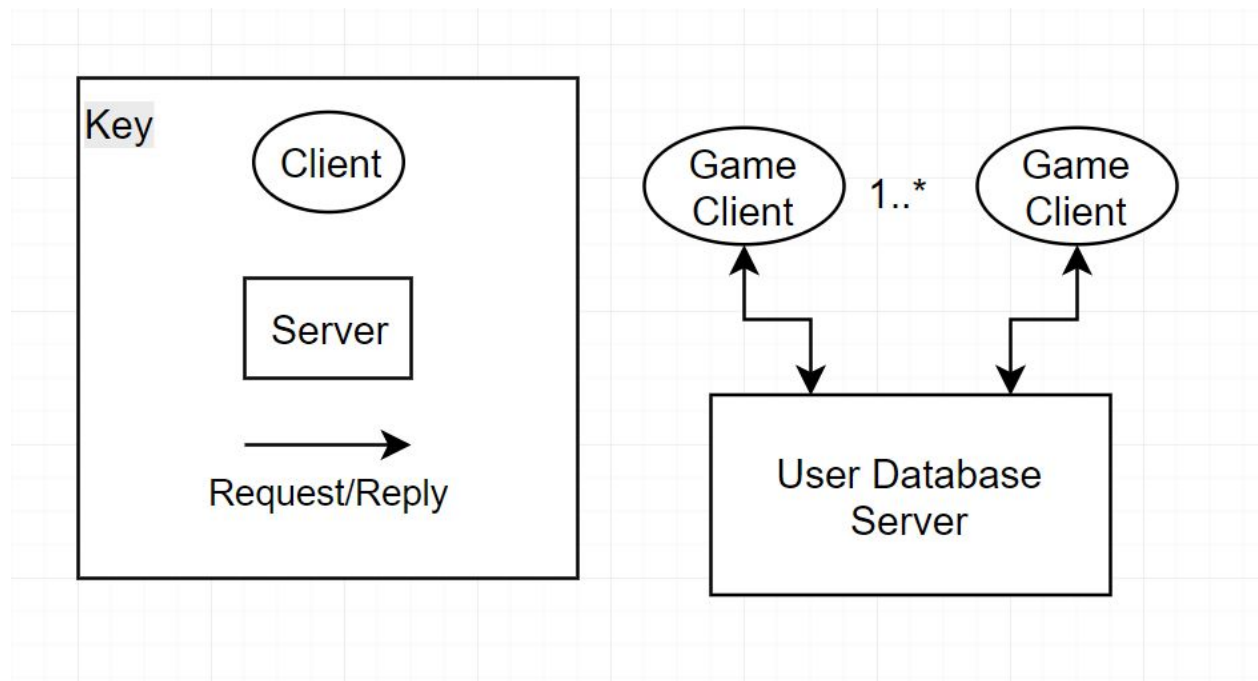 Key
Client
Server
Request/Reply
Game
Client
1..*
Game
Client
User Database
Server